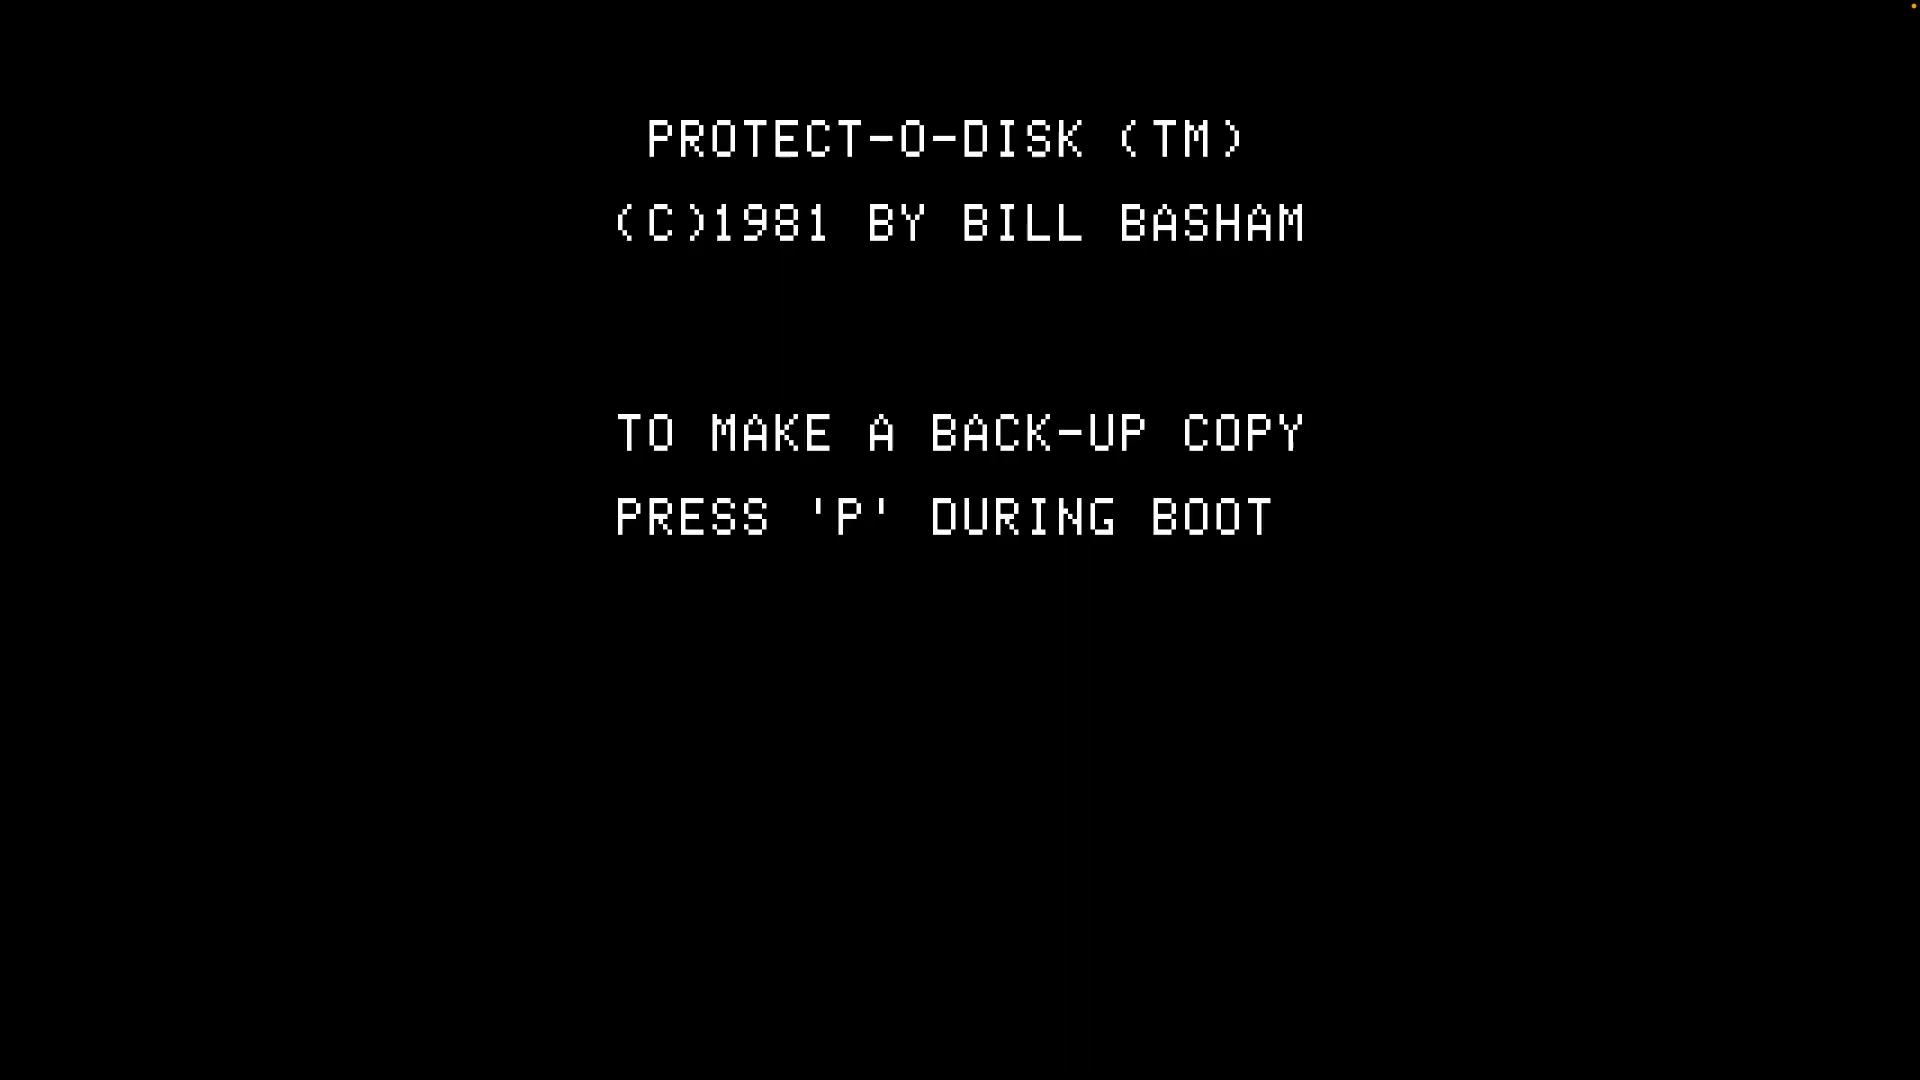 PROTECT-O-DISK (TM)
(C)1981 BY BILL BASHAM
TO MAKE A BACK-UP COPY
PRESS 'P' DURING BOOT